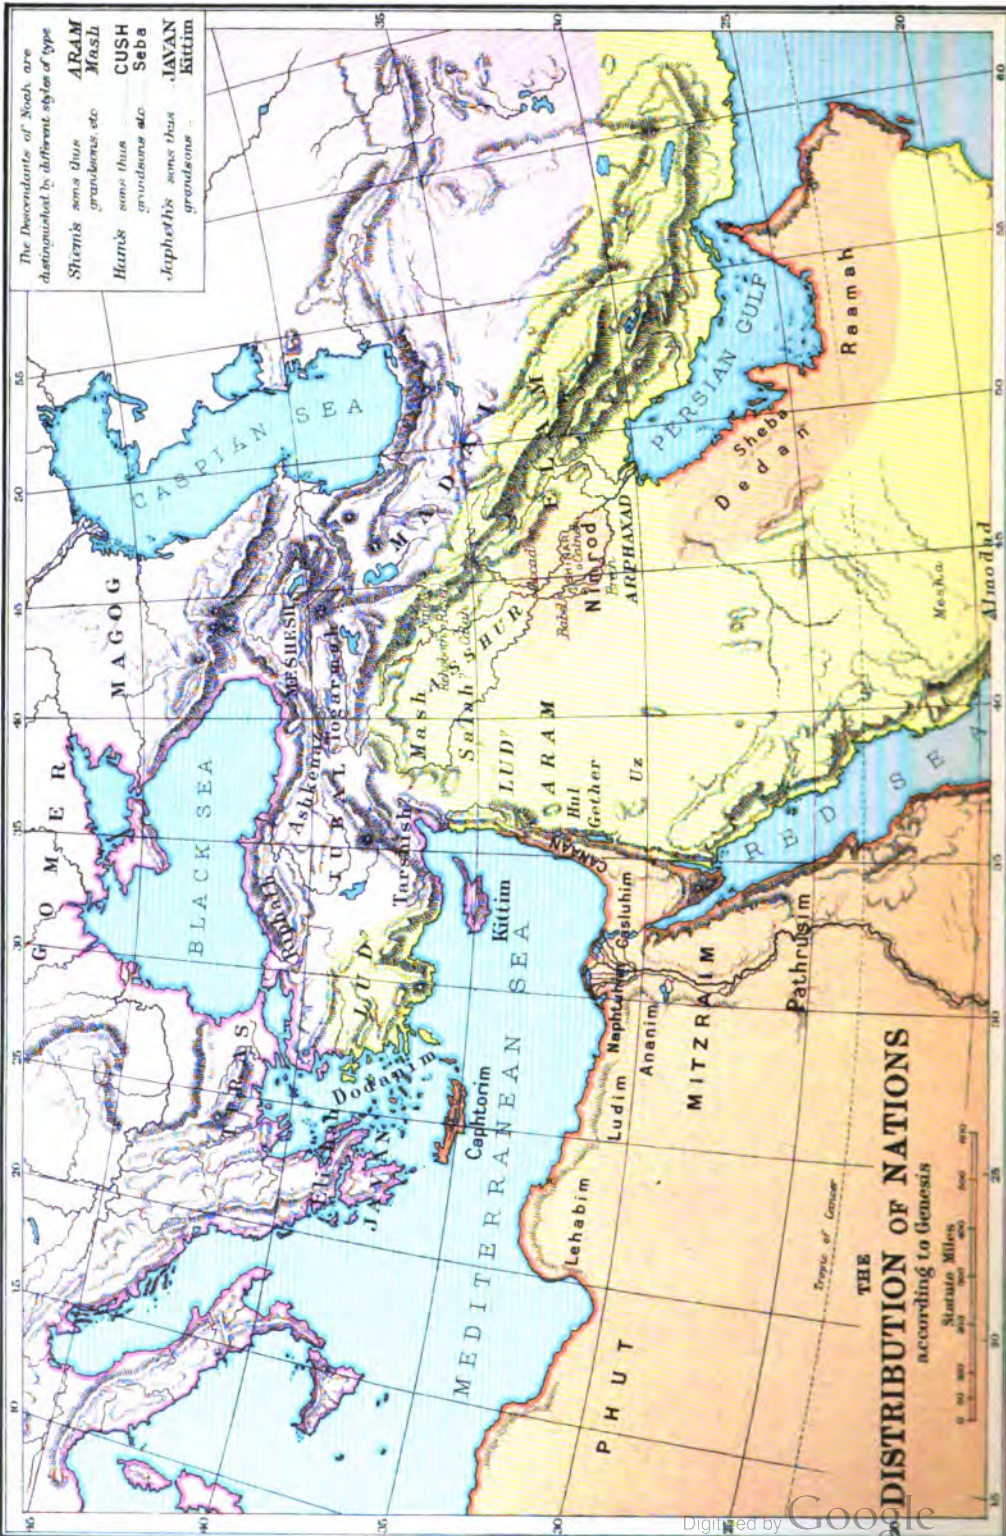 The Descendants of Noah are
distinguished by different styles of type
Shem's sons thus ARAM
grandsons, etc Mash
Ham's sons thus CUSH
grandsons etc Seba
Japheth's sons thus JAVAN
grandsons Kittim
MAGOG
GOMER
CASPIAN SEA
BLACK SEA
MESHESH
Togarmah
Ashkenaz
TUBAL
Riphath
TIRAS
MADAI
ELAM
Mash
ASSHUR
Salah
LUD?
ARAM
Hul
Gether
Uz
Nimrod
ARPHAXAD
Accad
Babel
Tarshish?
LUD
Dodanim
Elishah
JAVAN
Kittim
Caphtorim
MEDITERRANEAN SEA
CANAAN
Casluhim
Naphtuhim
Ananim
Ludim
Lehabim
MITZRAIM
Pathrusim
PHUT
RED SEA
PERSIAN GULF
Sheba
Dedan
Raamah
Mesha
Almodad
Tropic of Cancer
THE
DISTRIBUTION OF NATIONS
according to Genesis
Statute Miles
Digitized by Google